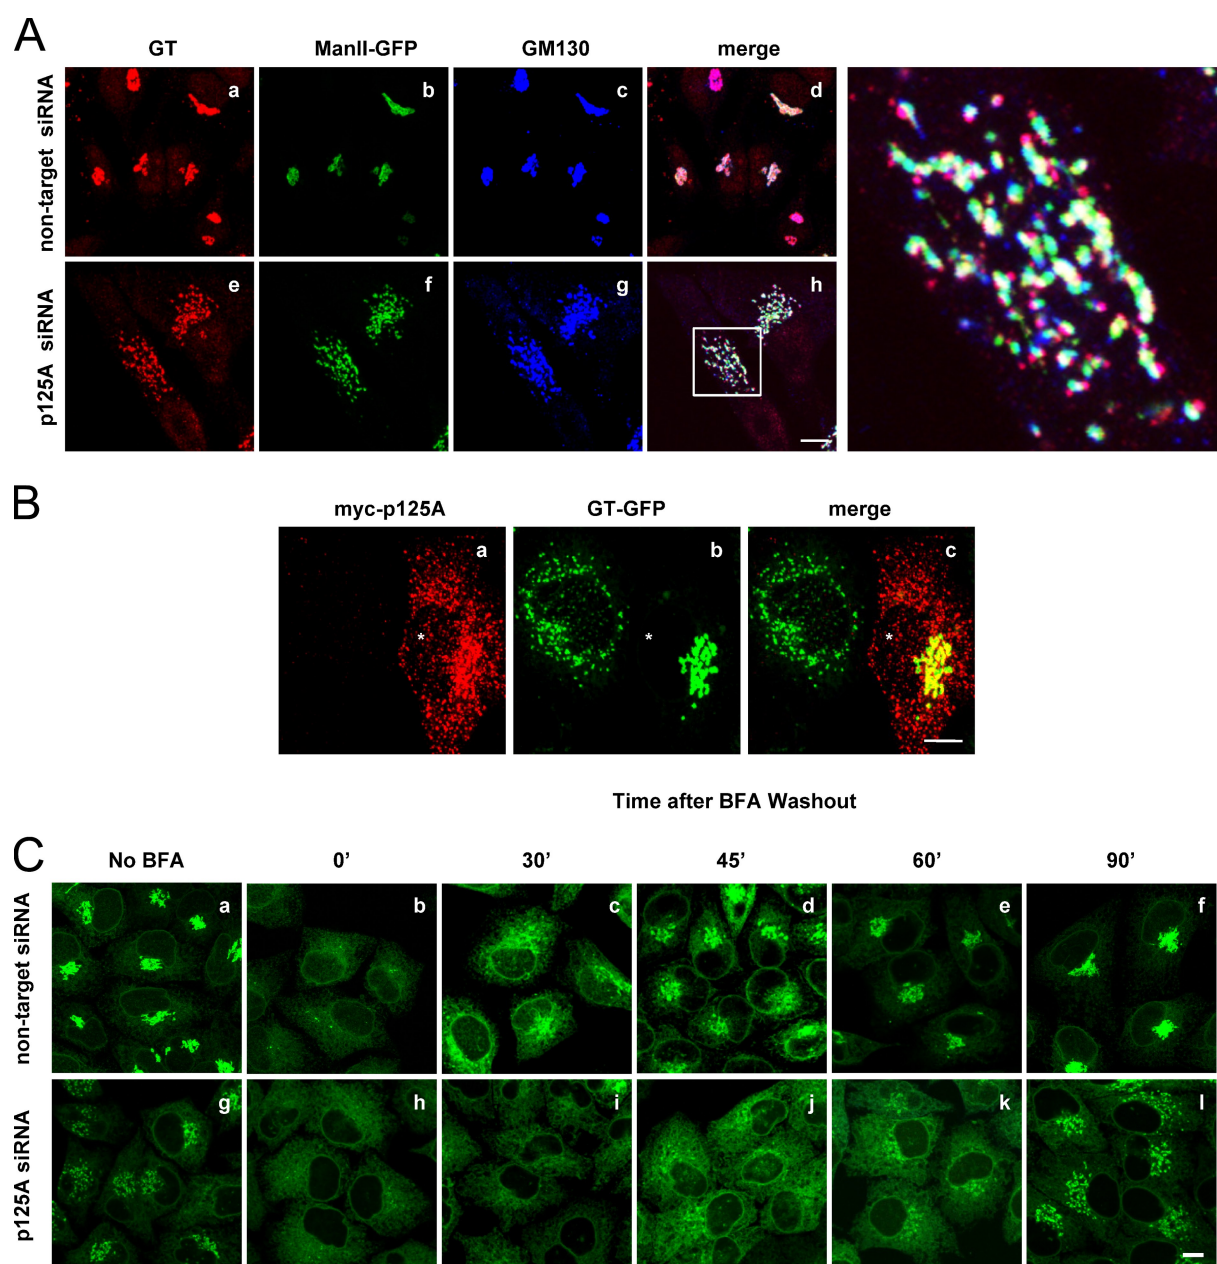 A
GT ManII-GFP GM130 merge
non-target siRNA
a b c d
p125A siRNA
e f g h
B
myc-p125A GT-GFP merge
a b c
* * *
Time after BFA Washout
C
No BFA 0’ 30’ 45’ 60’ 90’
non-target siRNA
a b c d e f
p125A siRNA
g h i j k l